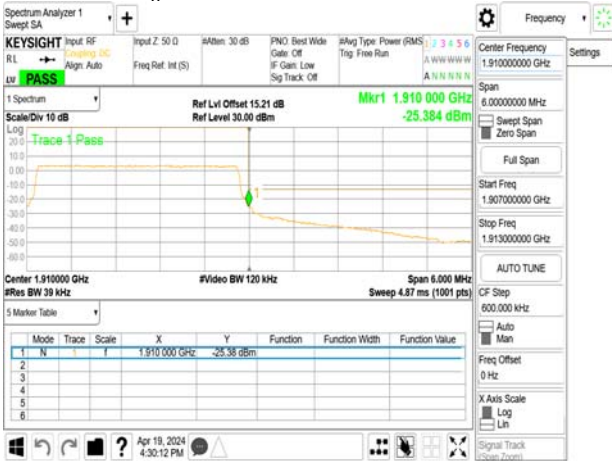 Spectrum Analyzer 1
Swept SA
+
Frequency
KEYSIGHT Input: RF
RL
Coupling: DC
Align: Auto
Input Z: 50 Ω
Freq Ref: Int (S)
#Atten: 30 dB
PNO: Best Wide
Gate: Off
IF Gain: Low
Sig Track: Off
#Avg Type: Power (RMS
Trig: Free Run
1 2 3 4 5 6
A WW WW W
A N N N N N
LW PASS
Center Frequency
1.910000000 GHz
Settings
Span
6.00000000 MHz
Swept Span
Zero Span
Full Span
Start Freq
1.907000000 GHz
Stop Freq
1.913000000 GHz
AUTO TUNE
CF Step
600.000 kHz
Auto
Man
Freq Offset
0 Hz
X Axis Scale
Log
Lin
Signal Track
(Span Zoom)
1 Spectrum
Scale/Div 10 dB
Ref Lvl Offset 15.21 dB
Ref Level 30.00 dBm
Mkr1 1.910 000 GHz
-25.384 dBm
Log
Trace 1 Pass
20.0
10.0
0.00
-10.0
-20.0
-30.0
-40.0
-50.0
-60.0
1
Center 1.910000 GHz
#Res BW 39 kHz
#Video BW 120 kHz
Span 6.000 MHz
Sweep 4.87 ms (1001 pts)
5 Marker Table
Mode Trace Scale X Y Function Function Width Function Value
1 N 1 f 1.910 000 GHz -25.38 dBm
2
3
4
5
6
?
Apr 19, 2024
4:30:12 PM